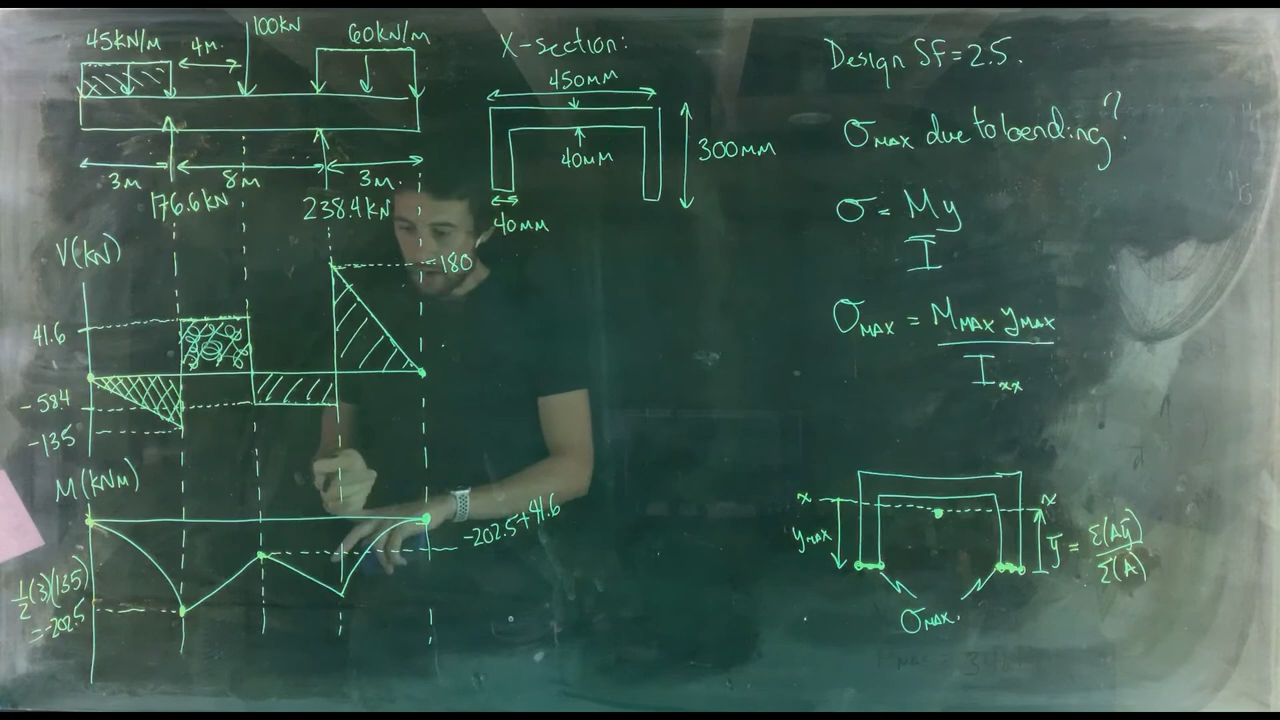 45kN/M
4M.
100kN
60kN/M
3M
8M
3M.
176.6kN
238.4kN
X-section:
450MM
40MM
300MM
40MM
V(kN)
180
41.6
-58.4
-135
M(kNM)
-202.5+41.6
½(3)(135)
=-202.5
Design SF=2.5.
σMAX due to bending?
σ = My
I
σMAX = MMAX yMAX
Ixx
x
x
yMAX
ȳ = Σ(Aȳ)
Σ(A)
σMAX.